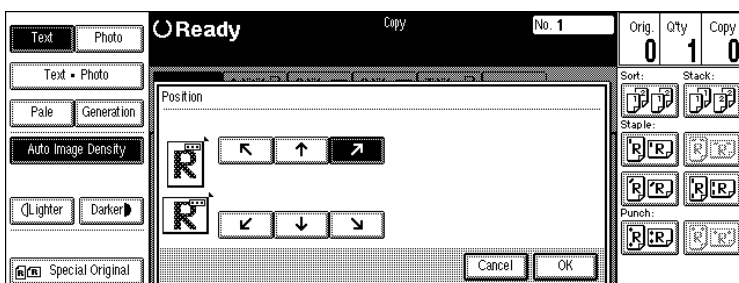 Text
Photo
Text • Photo
Pale
Generation
Auto Image Density
Lighter
Darker
Special Original
Ready
Copy
No. 1
Position
R
R
Cancel
OK
Orig.
Q'ty
Copy
0
1
0
Sort:
Stack:
Staple:
Punch: